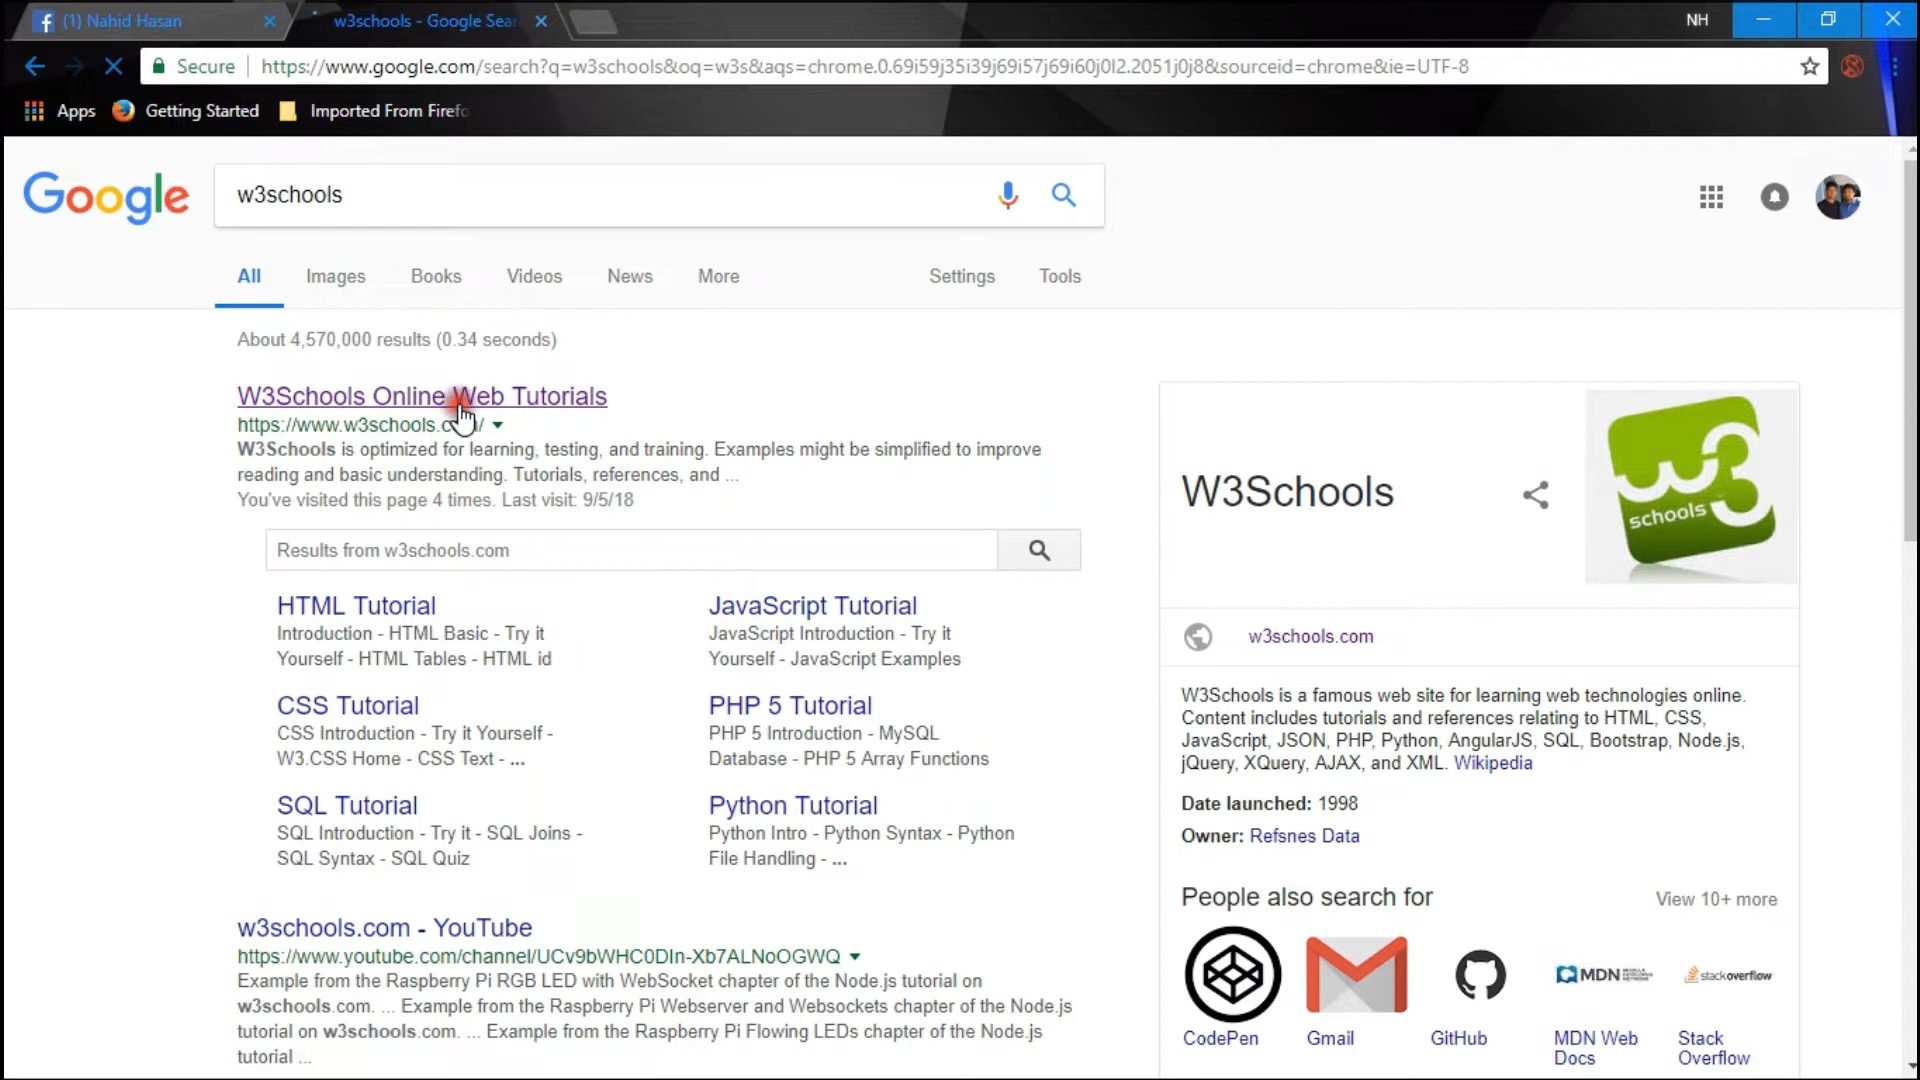 (1) Nahid Hasan
w3schools - Google Sear
NH
Secure
https://www.google.com/search?q=w3schools&oq=w3s&aqs=chrome.0.69i59j35i39j69i57j69i60j0l2.2051j0j8&sourceid=chrome&ie=UTF-8
Apps
Getting Started
Imported From Firefo
Google
w3schools
All
Images
Books
Videos
News
More
Settings
Tools
About 4,570,000 results (0.34 seconds)
W3Schools Online Web Tutorials
https://www.w3schools.c
W3Schools is optimized for learning, testing, and training. Examples might be simplified to improve
reading and basic understanding. Tutorials, references, and ...
You've visited this page 4 times. Last visit: 9/5/18
Results from w3schools.com
HTML Tutorial
Introduction - HTML Basic - Try it
Yourself - HTML Tables - HTML id
JavaScript Tutorial
JavaScript Introduction - Try it
Yourself - JavaScript Examples
CSS Tutorial
CSS Introduction - Try it Yourself -
W3.CSS Home - CSS Text - ...
PHP 5 Tutorial
PHP 5 Introduction - MySQL
Database - PHP 5 Array Functions
SQL Tutorial
SQL Introduction - Try it - SQL Joins -
SQL Syntax - SQL Quiz
Python Tutorial
Python Intro - Python Syntax - Python
File Handling - ...
w3schools.com - YouTube
https://www.youtube.com/channel/UCv9bWHC0DIn-Xb7ALNoOGWQ
Example from the Raspberry Pi RGB LED with WebSocket chapter of the Node.js tutorial on
w3schools.com. ... Example from the Raspberry Pi Webserver and Websockets chapter of the Node.js
tutorial on w3schools.com. ... Example from the Raspberry Pi Flowing LEDs chapter of the Node.js
tutorial ...
W3Schools
w3
schools
w3schools.com
W3Schools is a famous web site for learning web technologies online.
Content includes tutorials and references relating to HTML, CSS,
JavaScript, JSON, PHP, Python, AngularJS, SQL, Bootstrap, Node.js,
jQuery, XQuery, AJAX, and XML. Wikipedia
Date launched: 1998
Owner: Refsnes Data
People also search for
View 10+ more
MDN
stackoverflow
CodePen
Gmail
GitHub
MDN Web
Docs
Stack
Overflow